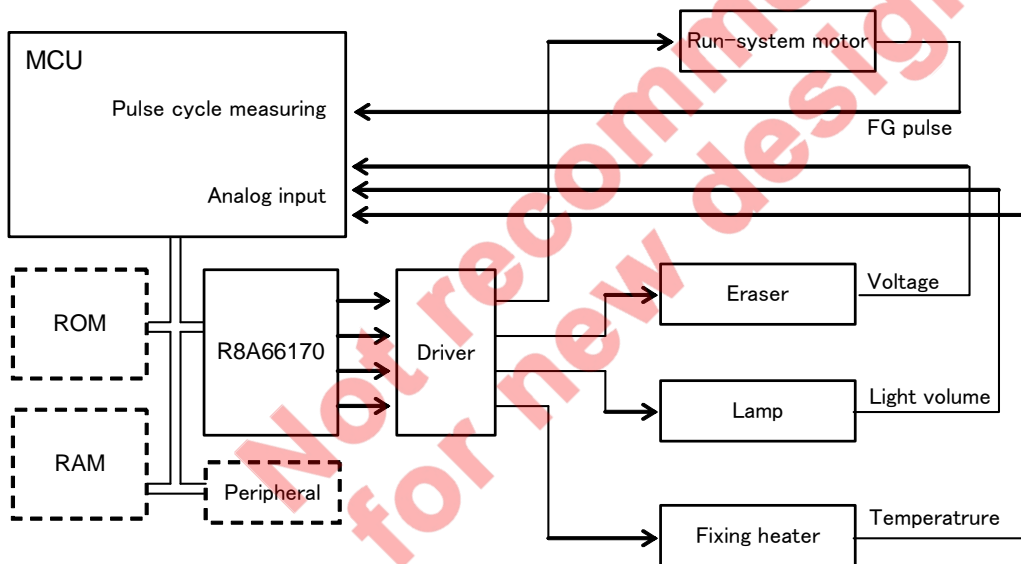 MCU
Run-system motor
Pulse cycle measuring
FG pulse
Analog input
ROM
R8A66170
Driver
Eraser
Voltage
Lamp
Light volume
RAM
Peripheral
Fixing heater
Temperatrure
Not recomme
for new design